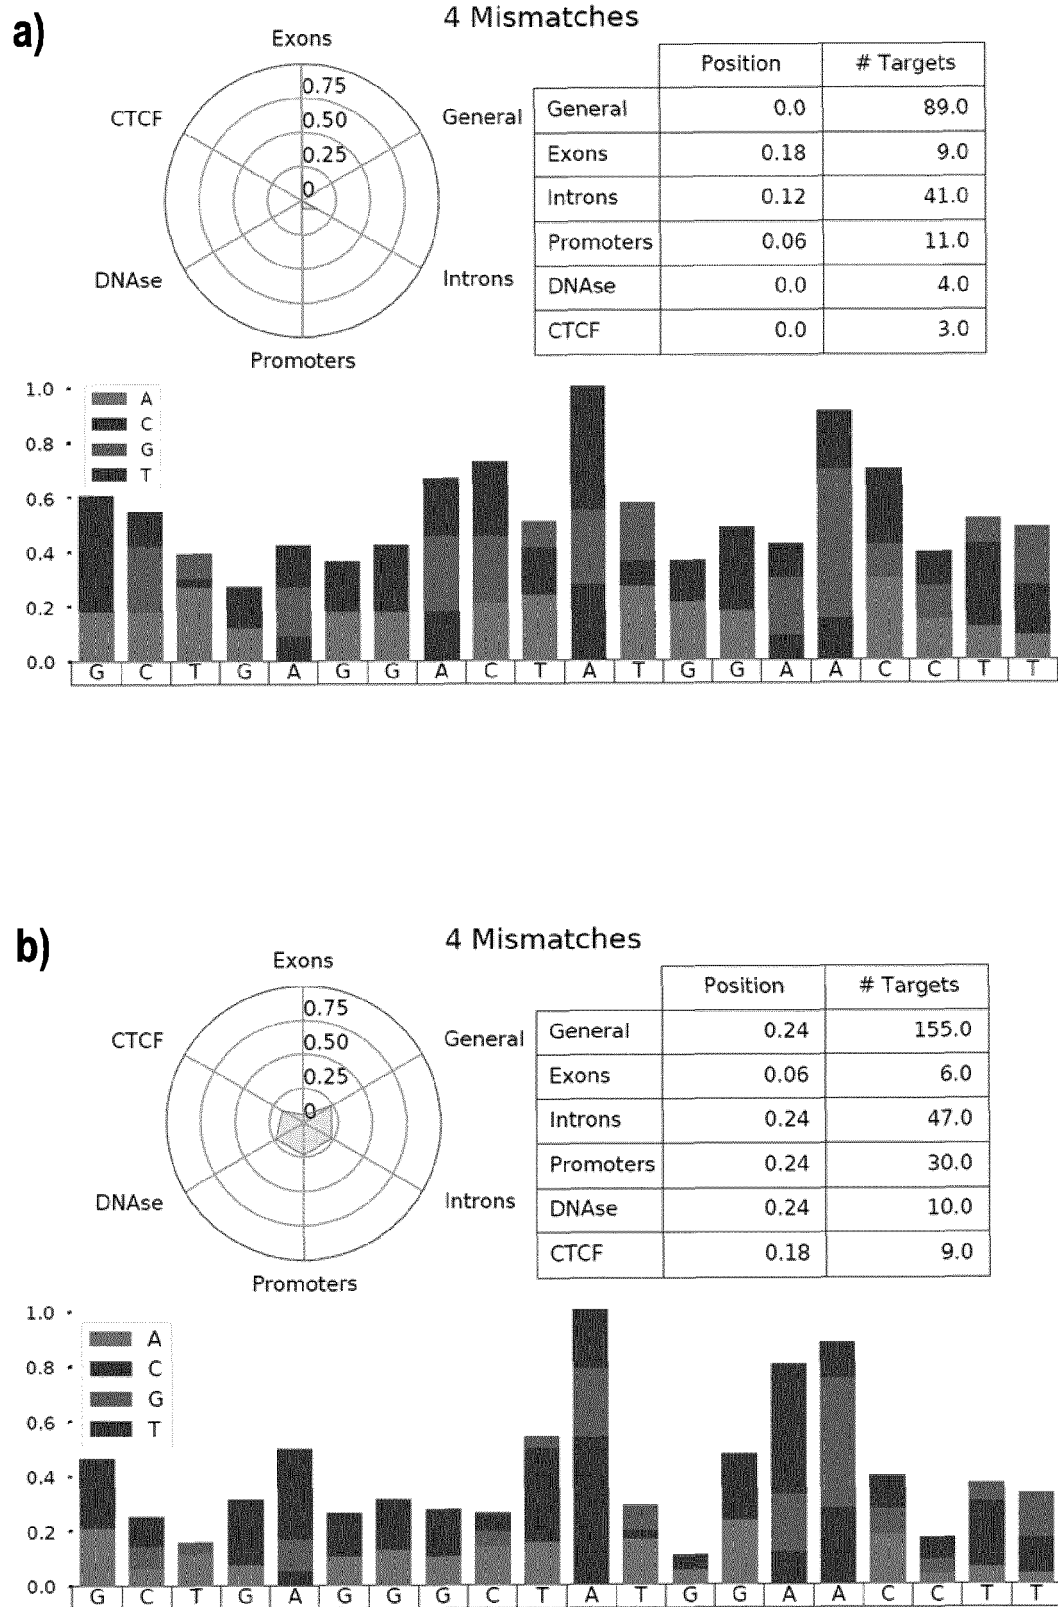 a)
4 Mismatches
Exons
CTCF
General
DNAse
Introns
Promoters
0.75
0.50
0.25
0
Position # Targets
General 0.0 89.0
Exons 0.18 9.0
Introns 0.12 41.0
Promoters 0.06 11.0
DNAse 0.0 4.0
CTCF 0.0 3.0
1.0
0.8
0.6
0.4
0.2
0.0
A
C
G
T
G C T G A G G A C T A T G G A A C C T T
b)
4 Mismatches
Exons
CTCF
General
DNAse
Introns
Promoters
0.75
0.50
0.25
0
Position # Targets
General 0.24 155.0
Exons 0.06 6.0
Introns 0.24 47.0
Promoters 0.24 30.0
DNAse 0.24 10.0
CTCF 0.18 9.0
1.0
0.8
0.6
0.4
0.2
0.0
A
C
G
T
G C T G A G G G C T A T G G A A C C T T